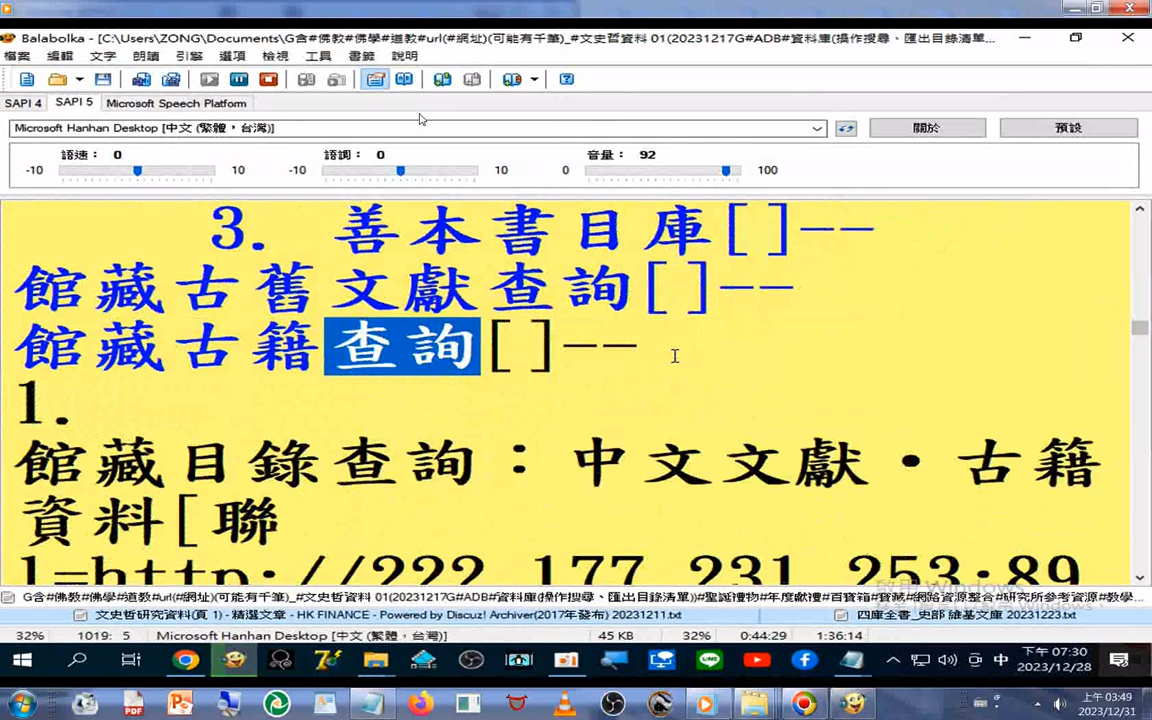 Balabolka - [C:\Users\ZONG\Documents\G含#佛教#佛學#道教#url(#網址)(可能有千筆)_#文史哲資料 01(20231217G#ADB#資料庫(操作搜尋、匯出目錄清單...
檔案 編輯 文字 朗讀 引擎 選項 檢視 工具 書籤 說明
SAPI 4 SAPI 5 Microsoft Speech Platform
Microsoft Hanhan Desktop [中文 (繁體，台灣)] 關於 預設
語速： 0 語調： 0 音量： 92
-10 10 -10 10 0 100
3. 善本書目庫[]--
館藏古舊文獻查詢[]--
館藏古籍查詢[]--
1.
館藏目錄查詢：中文文獻·古籍
資料[聯
l=http://222.177.231.253:89
G含#佛教#佛學#道教#url(#網址)(可能有千筆)_#文史哲資料 01(20231217G#ADB#資料庫(操作搜尋、匯出目錄清單))#聖誕禮物#年度獻禮#百寶箱#寶藏#網路資源整合#研究所參考資源#教學...
文史哲研究資料(頁 1) - 精選文章 - HK FINANCE - Powered by Discuz! Archiver(2017年發布) 20231211.txt 四庫全書_史部 維基文庫 20231223.txt
32% 1019: 5 Microsoft Hanhan Desktop [中文 (繁體，台灣)] 45 KB 32% 0:44:29 1:36:14
中 下午 07:30
2023/12/28
上午 03:49
2023/12/31